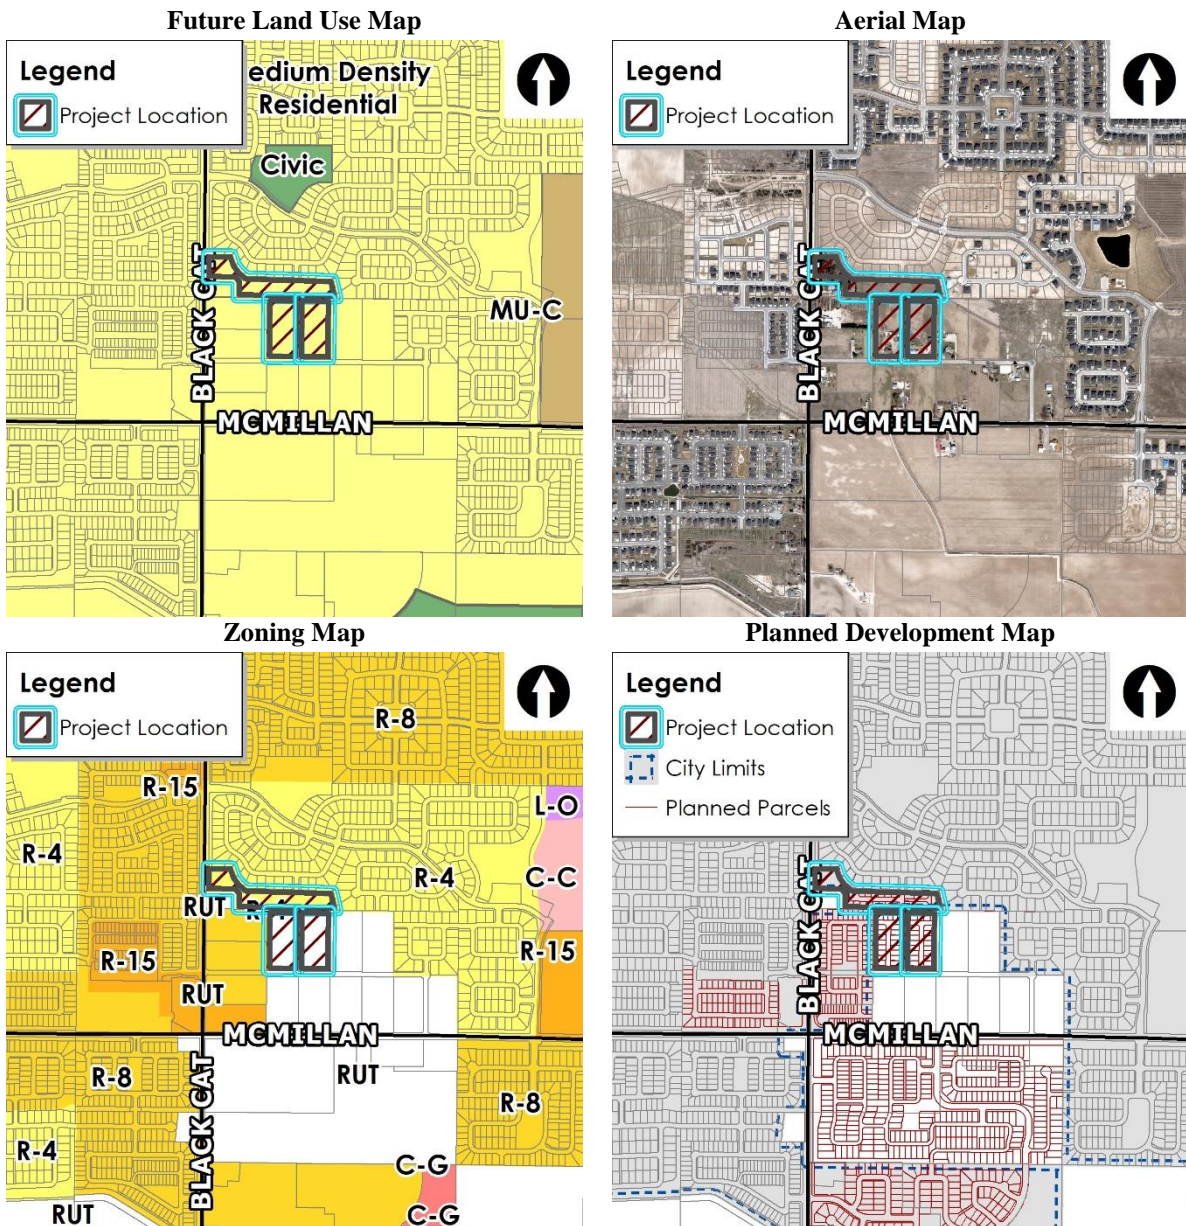 Future Land Use Map
Legend
Project Location
edium Density
Residential
Civic
MU-C
BLACK CAT
MCMILLAN
Aerial Map
Legend
Project Location
BLACK CAT
MCMILLAN
Zoning Map
Legend
Project Location
R-8
R-15
L-O
R-4
R-4
C-C
RUT
R-15
R-15
RUT
MCMILLAN
RUT
R-8
R-8
BLACK CAT
R-4
C-G
RUT
C-G
Planned Development Map
Legend
Project Location
City Limits
Planned Parcels
BLACK CAT
MCMILLAN